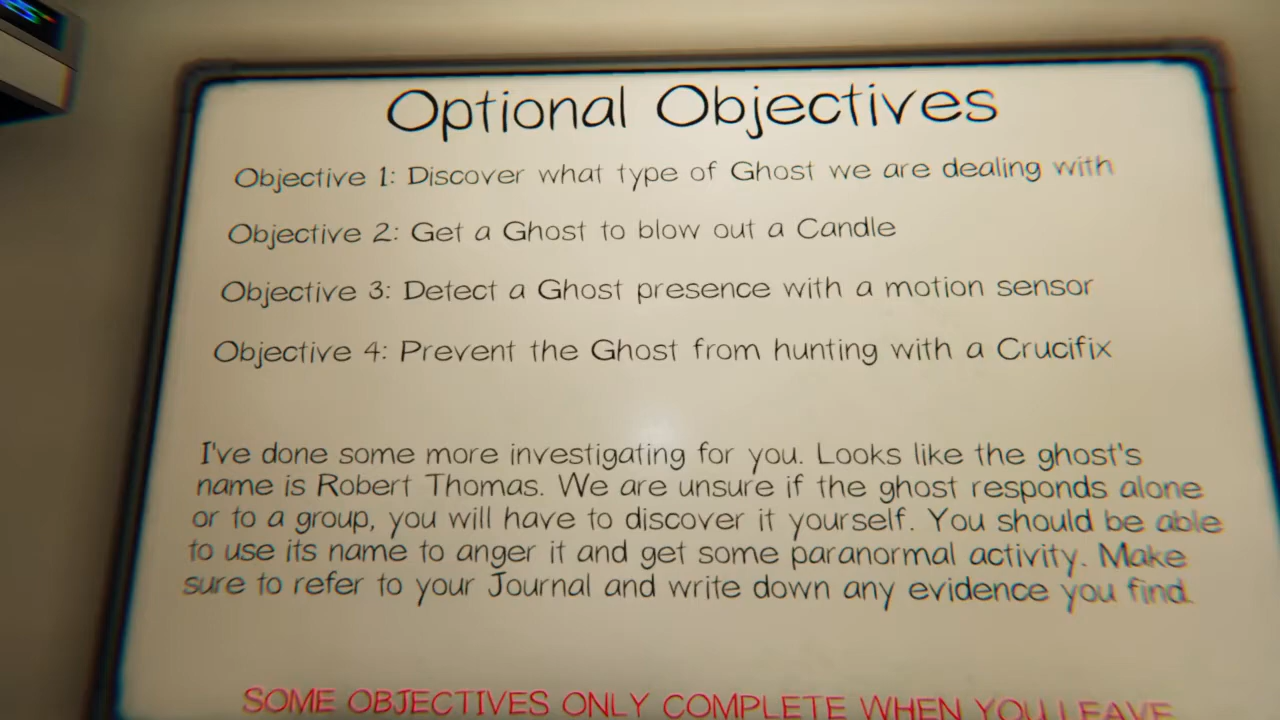 Optional Objectives
Objective 1: Discover what type of Ghost we are dealing with
Objective 2: Get a Ghost to blow out a Candle
Objective 3: Detect a Ghost presence with a motion sensor
Objective 4: Prevent the Ghost from hunting with a Crucifix
I've done some more investigating for you. Looks like the ghost's
name is Robert Thomas. We are unsure if the ghost responds alone
or to a group, you will have to discover it yourself. You should be able
to use its name to anger it and get some paranormal activity. Make
sure to refer to your Journal and write down any evidence you find.
SOME OBJECTIVES ONLY COMPLETE WHEN YOU LEAVE